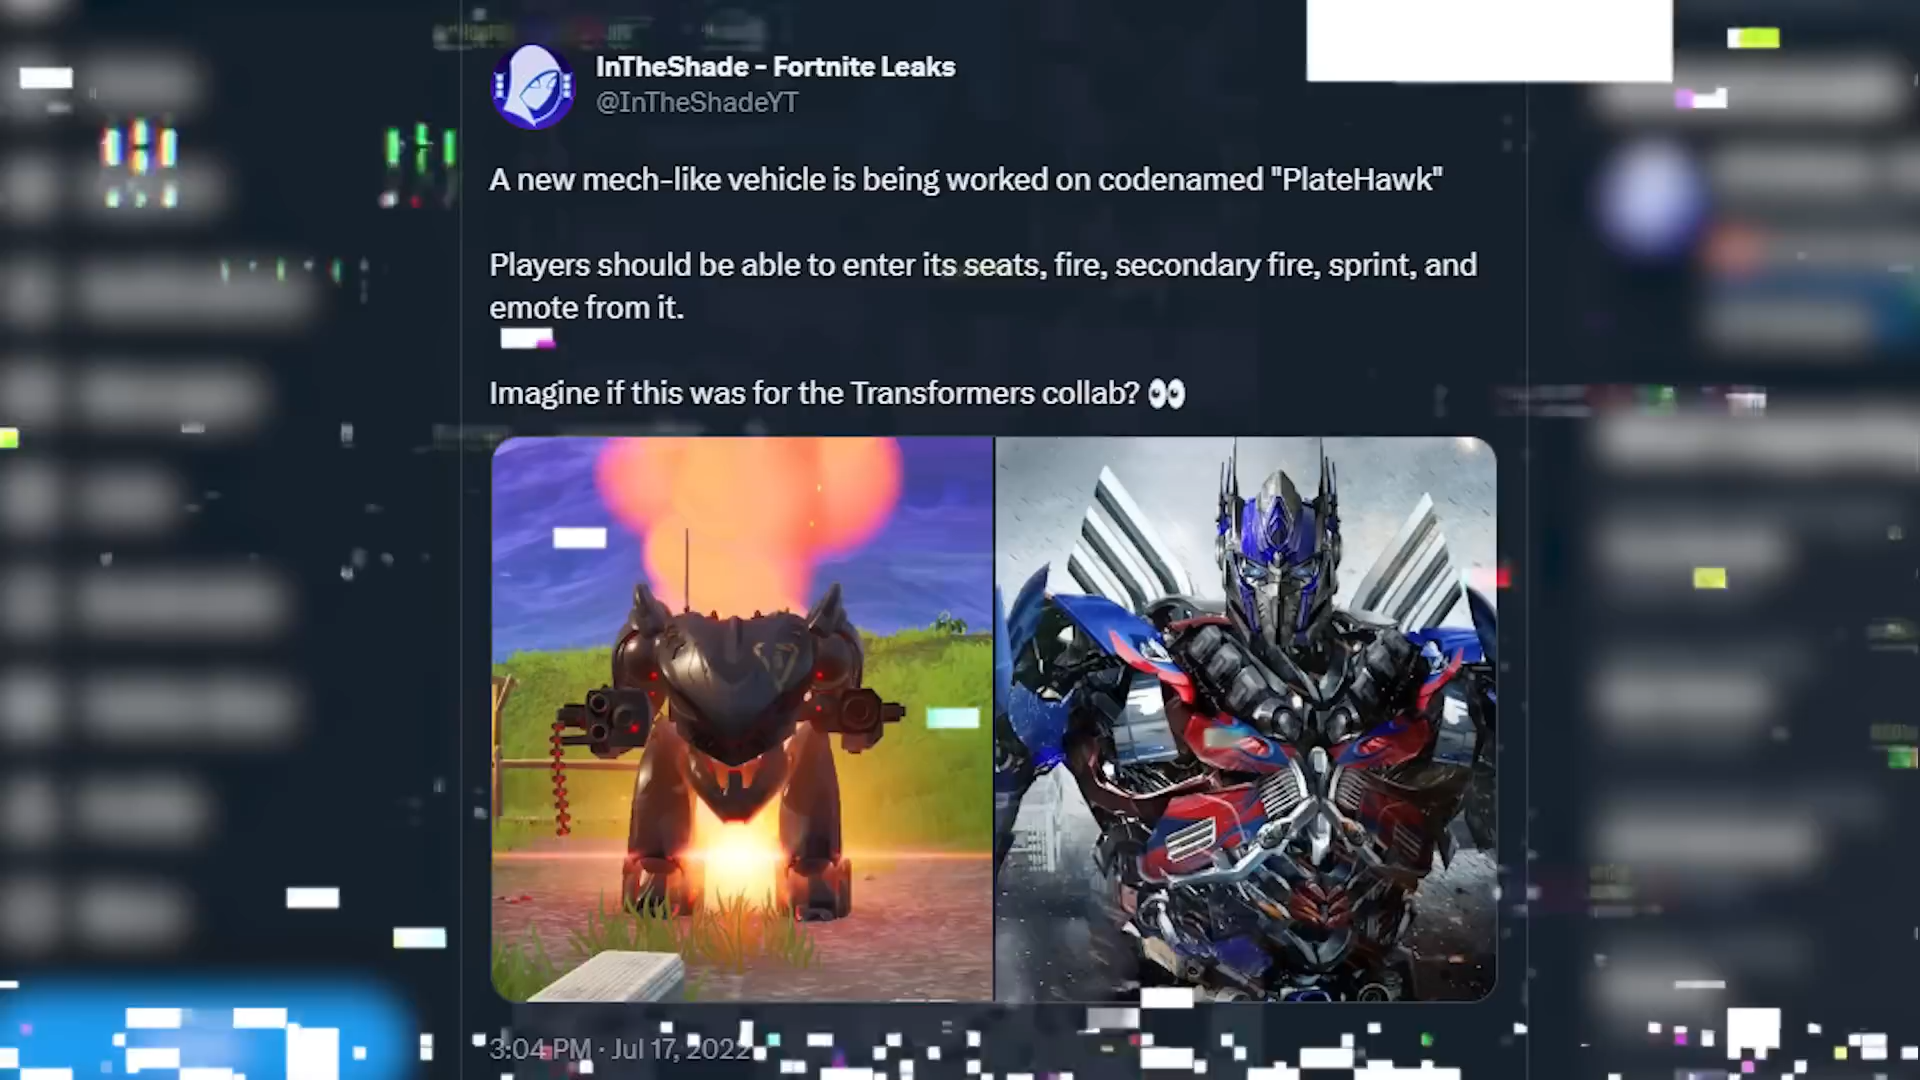 InTheShade - Fortnite Leaks
@InTheShadeYT
A new mech-like vehicle is being worked on codenamed "PlateHawk"
Players should be able to enter its seats, fire, secondary fire, sprint, and
emote from it.
Imagine if this was for the Transformers collab? 👀
3:04 PM · Jul 17, 2022